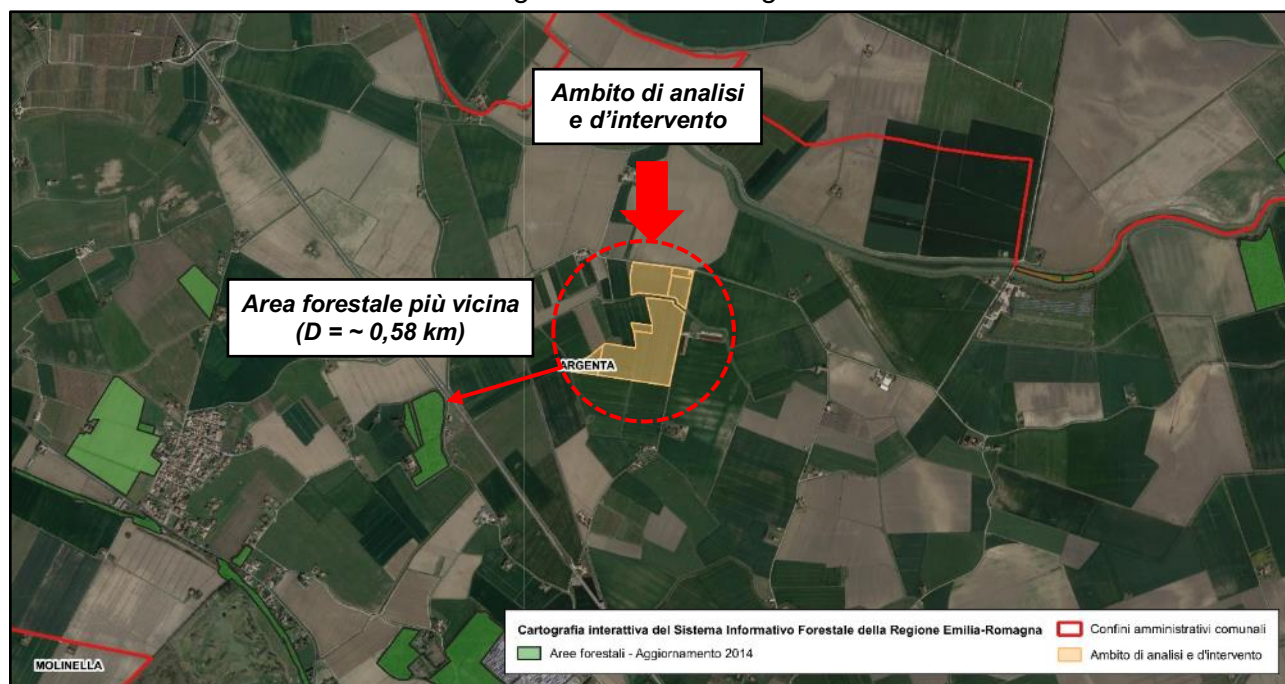 Ambito di analisi
e d'intervento
Area forestale più vicina
(D = ~ 0,58 km)
ARGENTA
MOLINELLA
Cartografia interattiva del Sistema Informativo Forestale della Regione Emilia-Romagna
Aree forestali - Aggiornamento 2014
Confini amministrativi comunali
Ambito di analisi e d'intervento